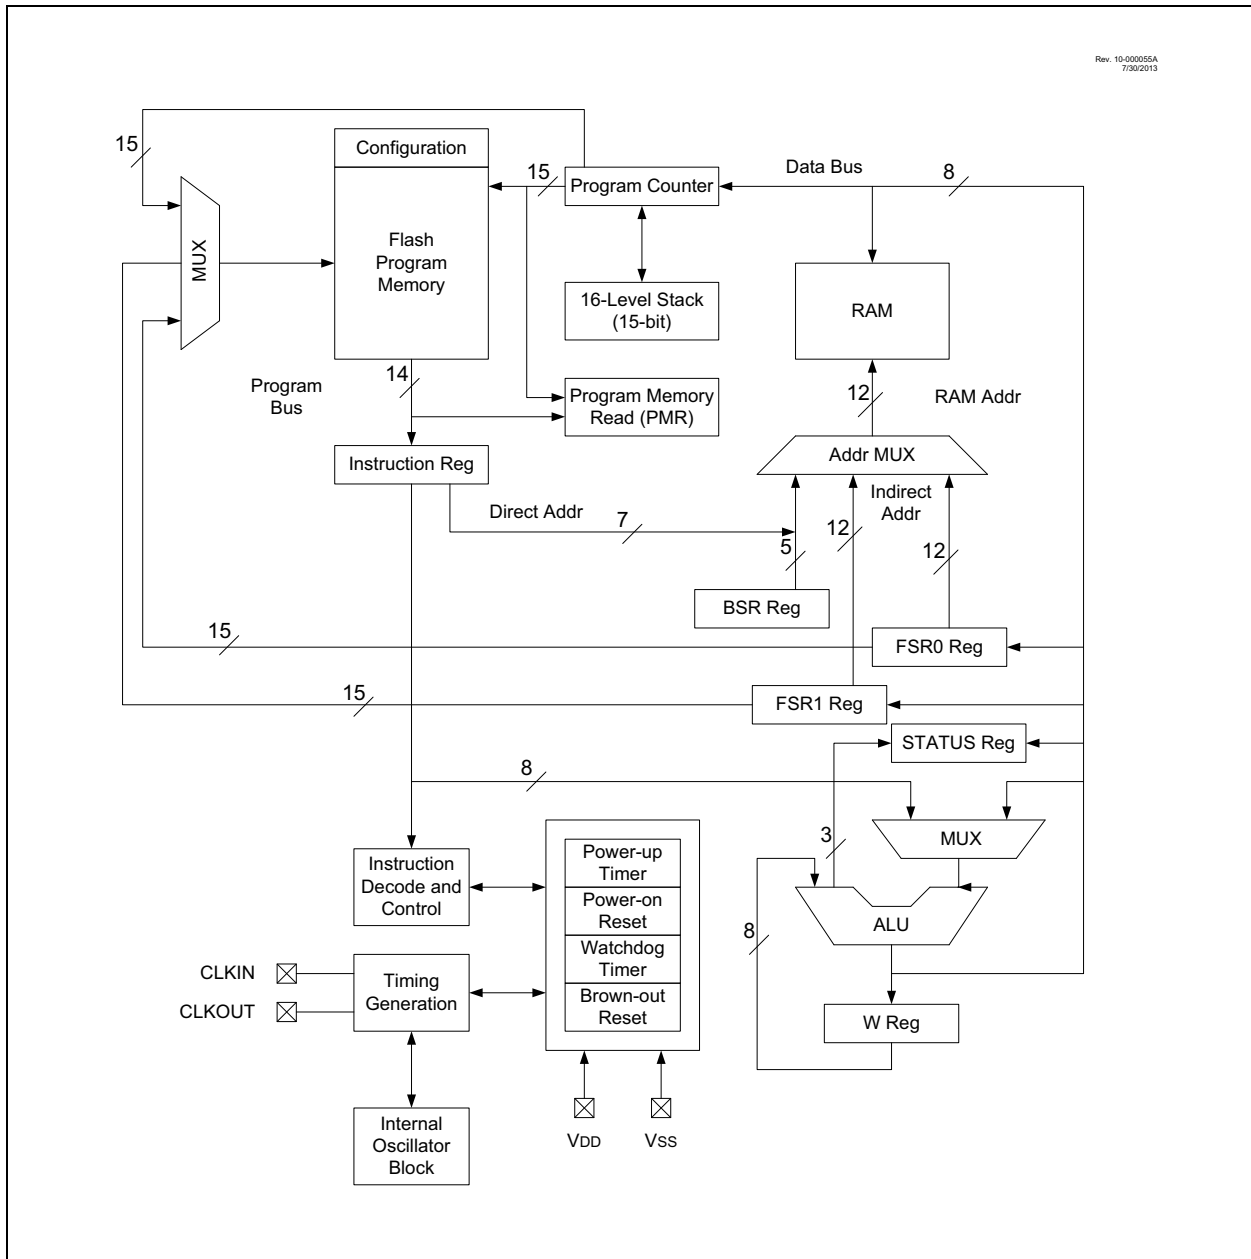 Rev. 10-000055A
7/30/2013
15
Configuration
15
Program Counter
Data Bus
8
MUX
Flash
Program
Memory
16-Level Stack
(15-bit)
RAM
Program
Bus
14
Program Memory
Read (PMR)
12
RAM Addr
Instruction Reg
Addr MUX
Direct Addr
7
Indirect
Addr
5
12
12
BSR Reg
15
FSR0 Reg
15
FSR1 Reg
STATUS Reg
8
3
MUX
Power-up
Timer
Instruction
Decode and
Control
Power-on
Reset
ALU
8
Watchdog
Timer
CLKIN
Timing
Generation
CLKOUT
Brown-out
Reset
W Reg
Internal
Oscillator
Block
VDD
VSS